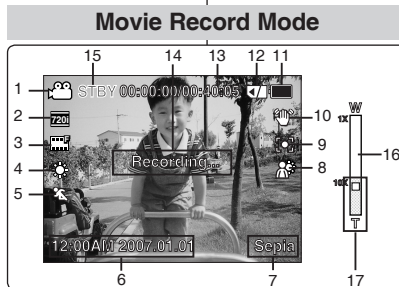 Movie Record Mode
15 14 13 12 11
1 STBY 00:00:00/00:40:05
2 720i 10 W
1X
3 F 9 16
Recording...
4 8 10X
5
T
12:00AM 2007.01.01 Sepia
6 7 17